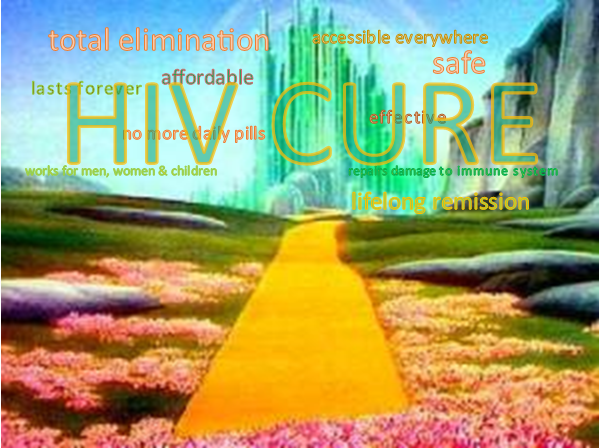 total elimination
accessible everywhere
safe
affordable
lasts forever
HIV CURE
effective
no more daily pills
works for men, women & children
repairs damage to immune system
lifelong remission